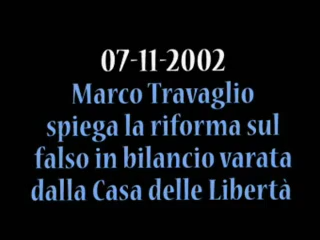 07-11-2002
Marco Travaglio
spiega la riforma sul
falso in bilancio varata
dalla Casa delle Libertà